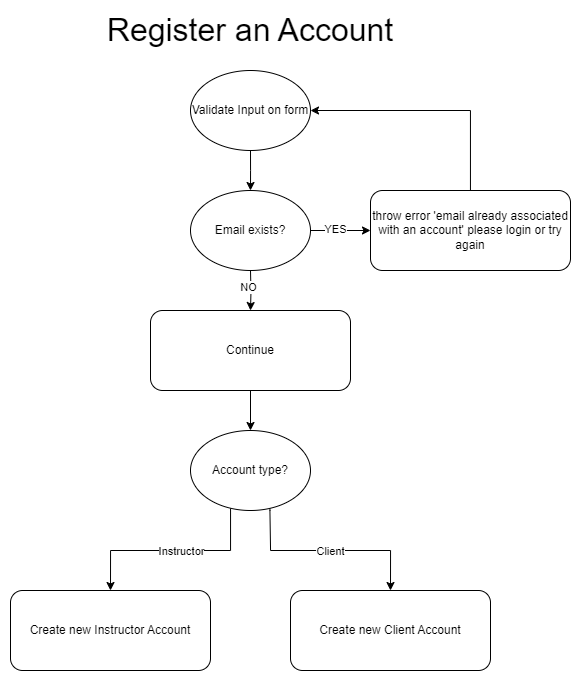 Register an Account
Validate Input on form
Email exists?
YES
throw error 'email already associated
with an account' please login or try
again
NO
Continue
Account type?
Instructor
Client
Create new Instructor Account
Create new Client Account